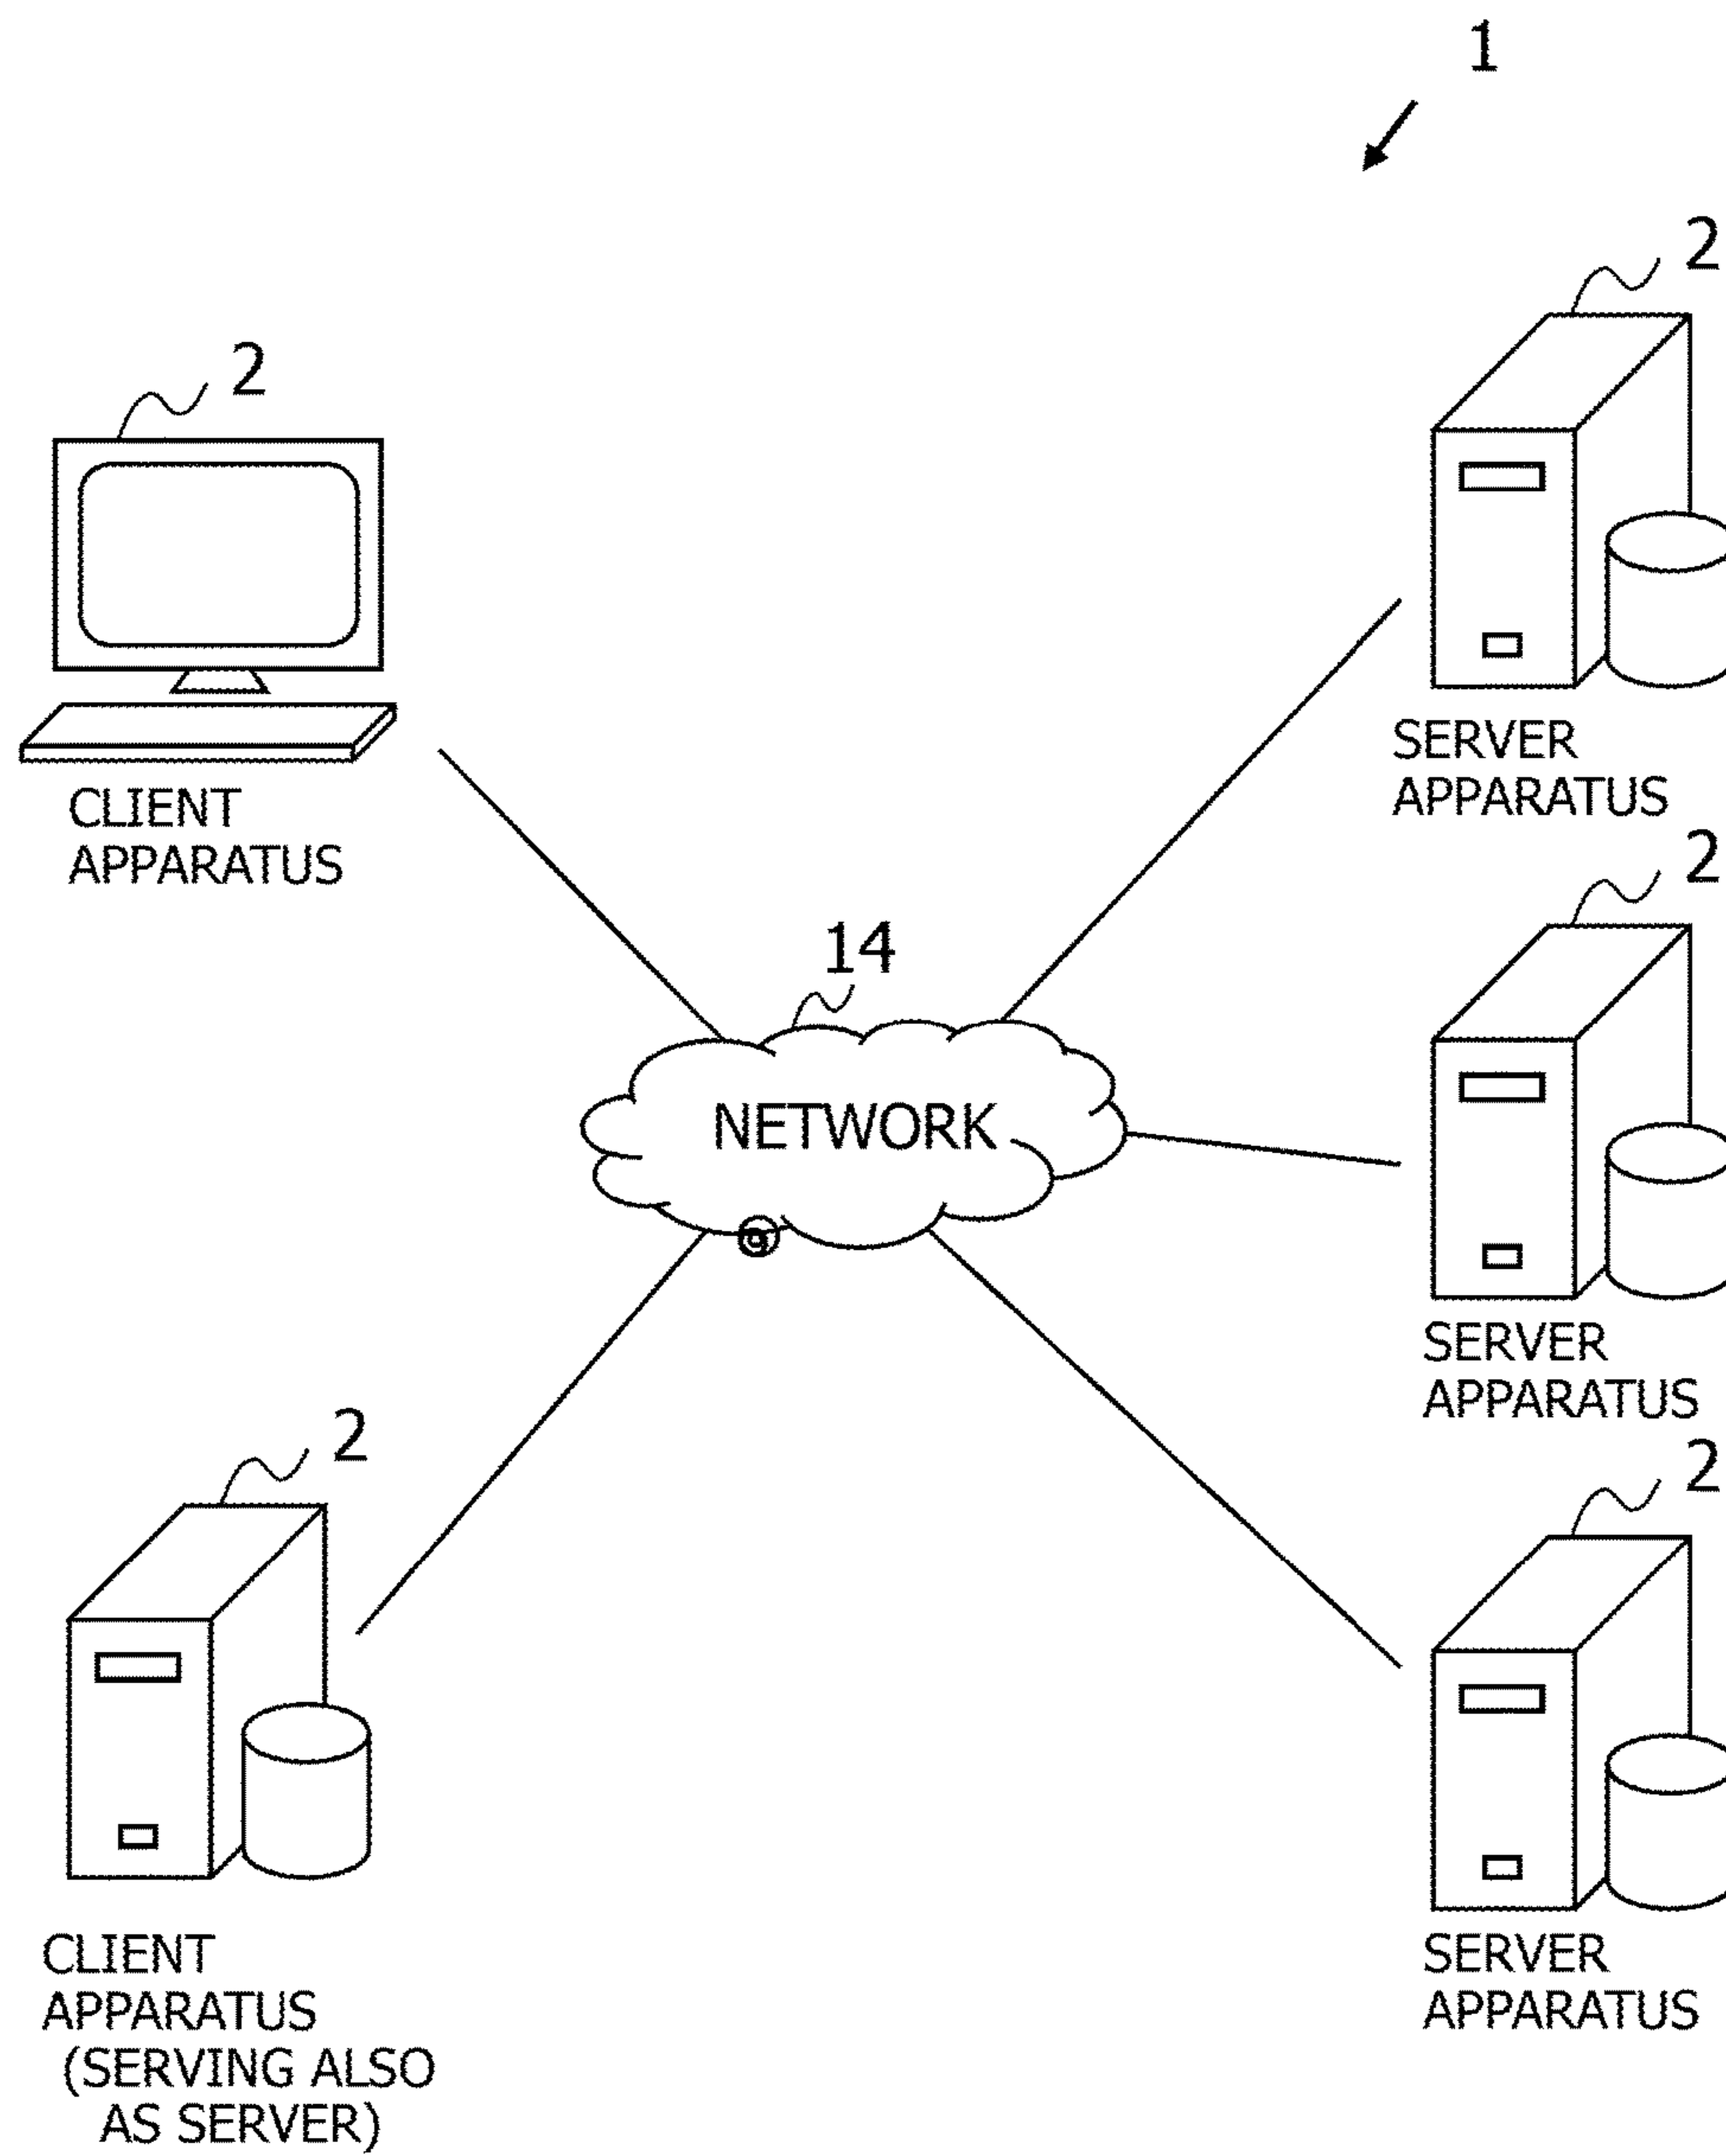 1
2
2
CLIENT
APPARATUS
SERVER
APPARATUS
2
14
NETWORK
SERVER
APPARATUS
2
2
CLIENT
APPARATUS
(SERVING ALSO
AS SERVER)
SERVER
APPARATUS